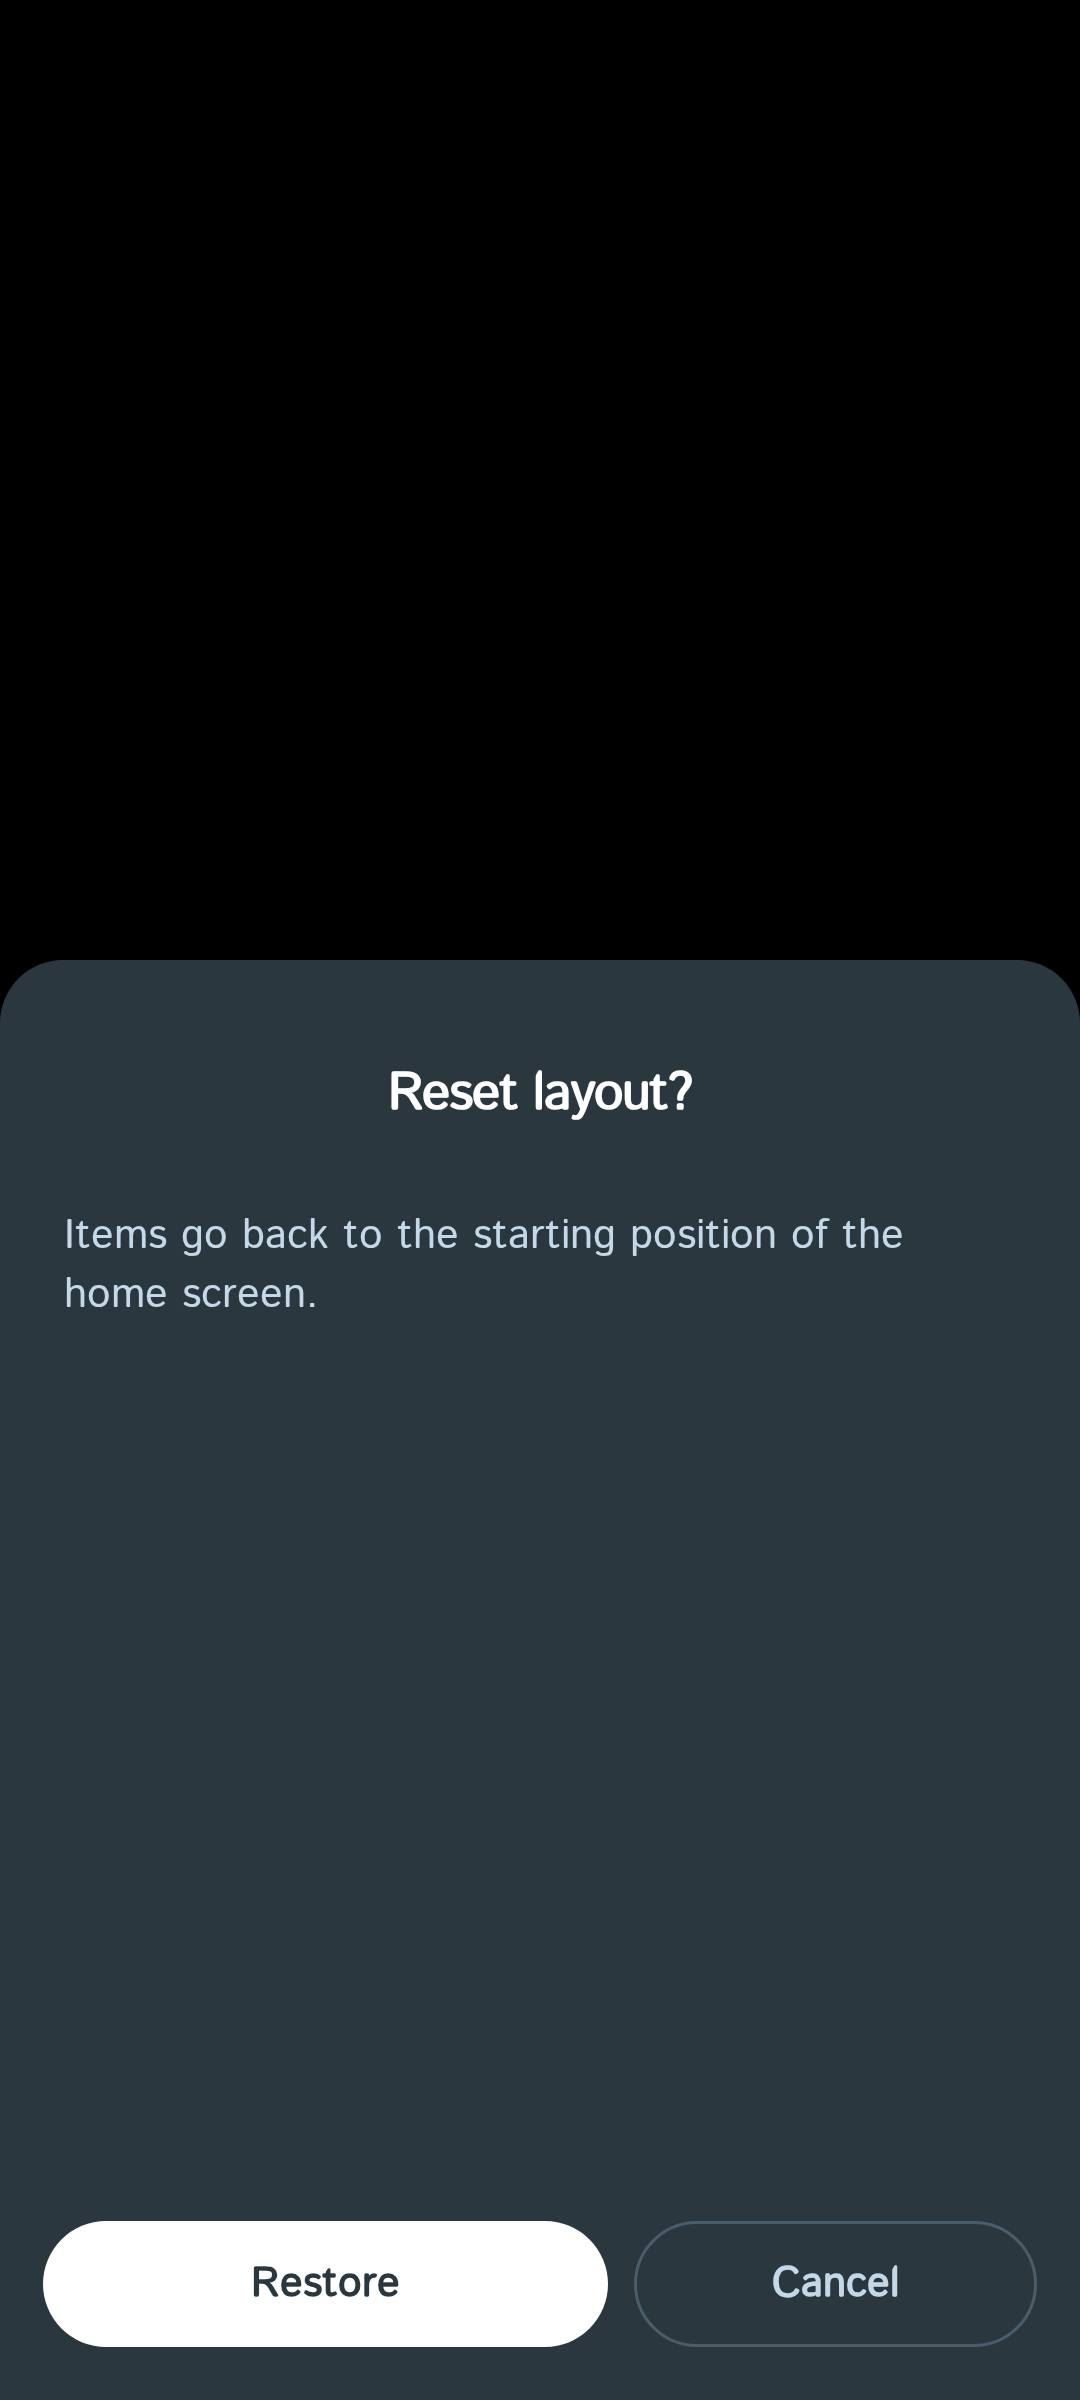 Reset layout?
Items go back to the starting position of the
home screen.
Restore
Cancel